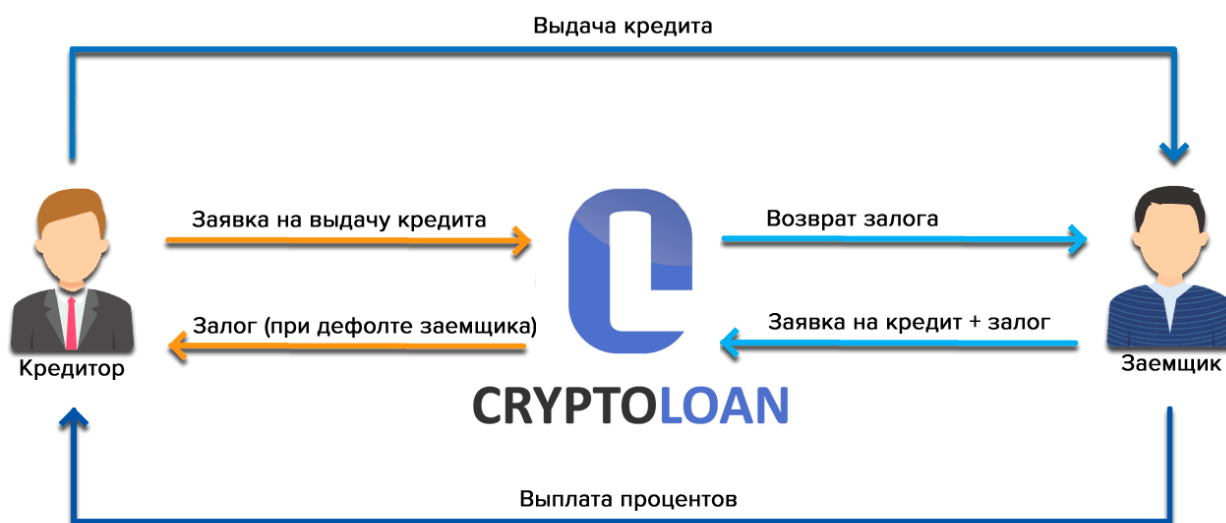 Выдача кредита
Заявка на выдачу кредита
Возврат залога
Залог (при дефолте заемщика)
Заявка на кредит + залог
Кредитор
Заемщик
CRYPTOLOAN
Выплата процентов